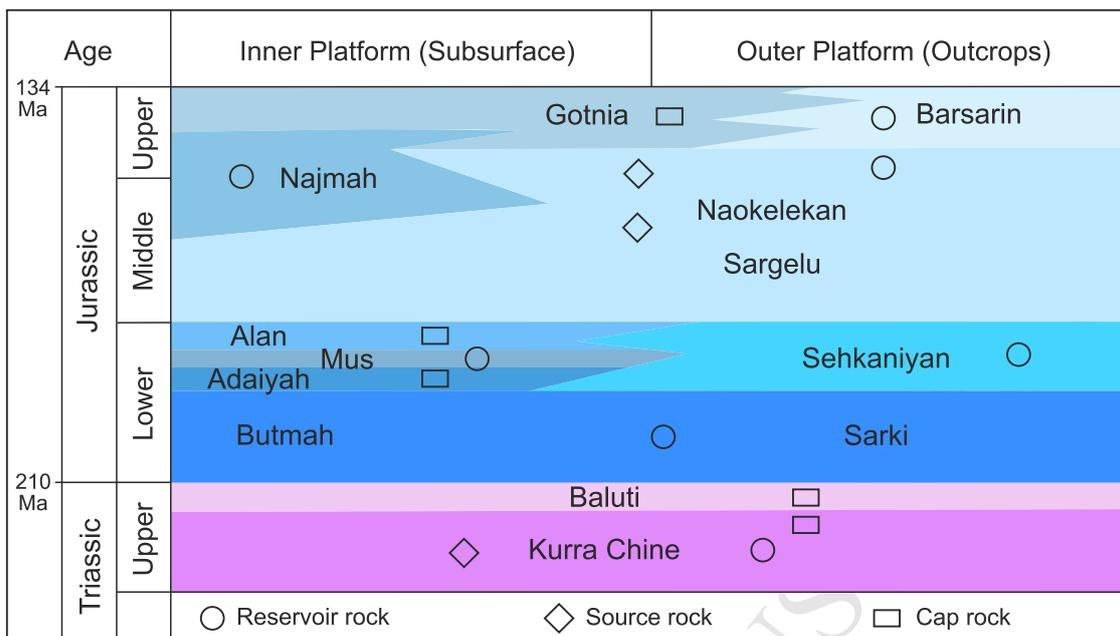 Age
Inner Platform (Subsurface)
Outer Platform (Outcrops)
134
Ma
Jurassic
Upper
Gotnia
Barsarin
Najmah
Naokelekan
Middle
Sargelu
Lower
Alan
Mus
Adaiyah
Sehkaniyan
Butmah
Sarki
210
Ma
Triassic
Upper
Baluti
Kurra Chine
Reservoir rock
Source rock
Cap rock